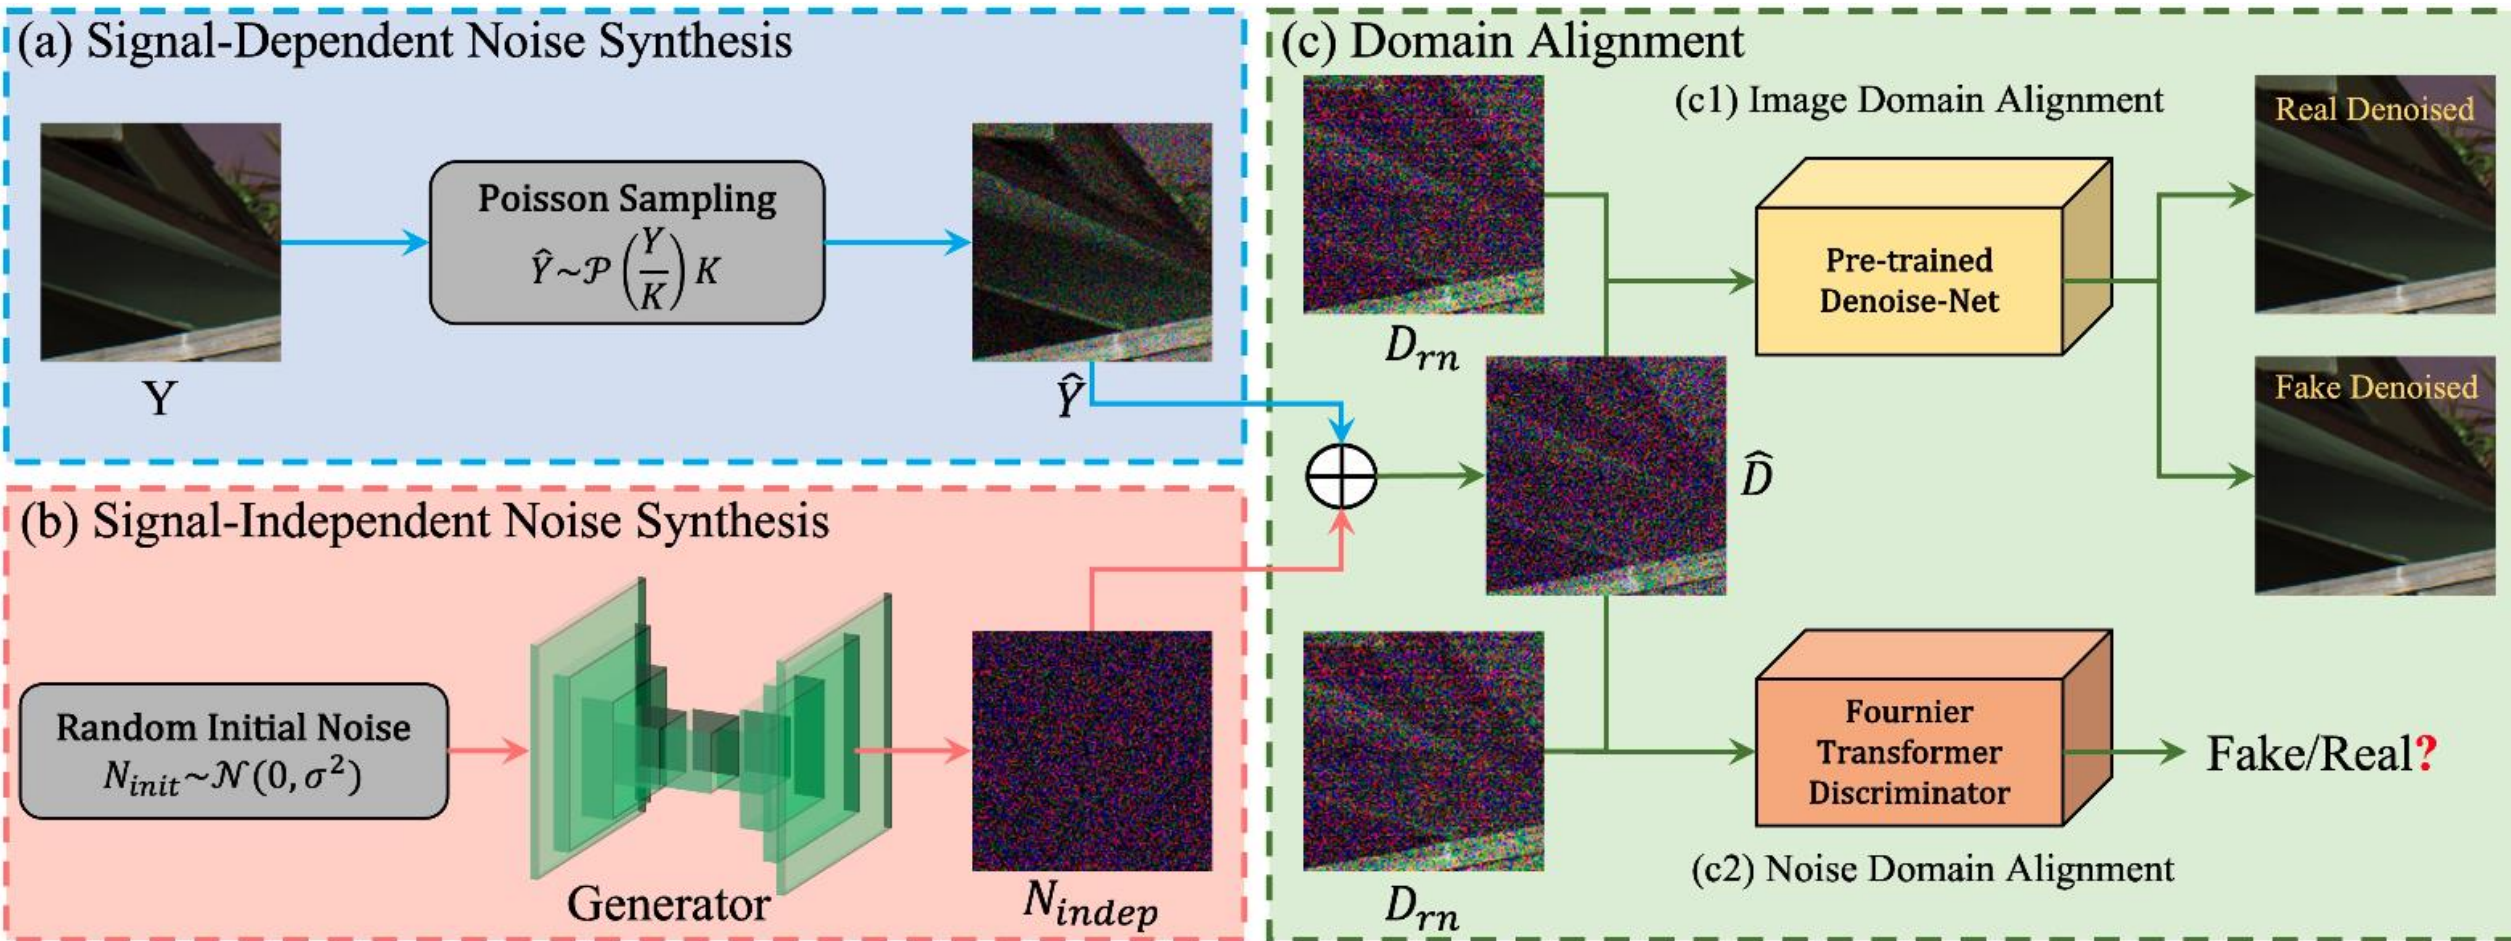 (a) Signal-Dependent Noise Synthesis
Poisson Sampling
Ŷ~𝒫(Y/K) K
Y
Ŷ
(b) Signal-Independent Noise Synthesis
Random Initial Noise
N_init~𝒩(0, σ²)
Generator
N_indep
(c) Domain Alignment
(c1) Image Domain Alignment
D_rn
Pre-trained
Denoise-Net
Real Denoised
Fake Denoised
D̂
D_rn
Fournier
Transformer
Discriminator
Fake/Real?
(c2) Noise Domain Alignment